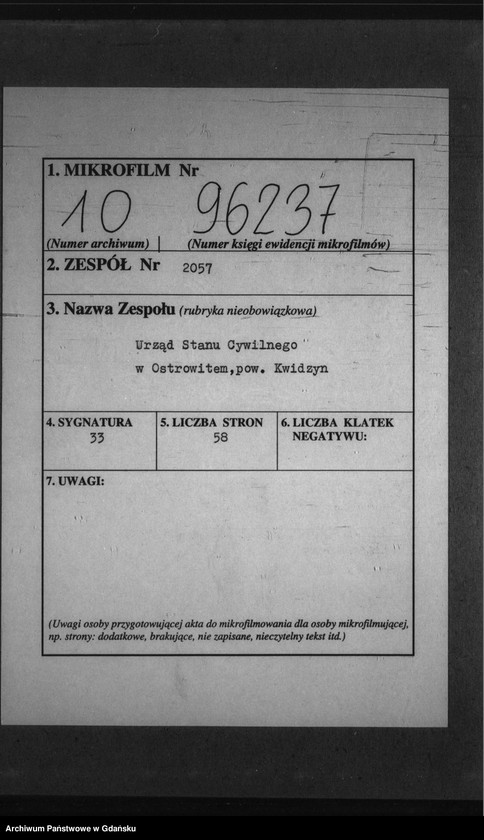 1. MIKROFILM Nr
10 96237
(Numer archiwum) (Numer księgi ewidencji mikrofilmów)
2. ZESPÓŁ Nr 2057
3. Nazwa Zespołu (rubryka nieobowiązkowa)
Urząd Stanu Cywilnego
w Ostrowitem,pow. Kwidzyn
4. SYGNATURA 5. LICZBA STRON 6. LICZBA KLATEK
33 58 NEGATYWU:
7. UWAGI:
(Uwagi osoby przygotowującej akta do mikrofilmowania dla osoby mikrofilmującej,
np. strony: dodatkowe, brakujące, nie zapisane, nieczytelny tekst itd.)
Archiwum Państwowe w Gdańsku